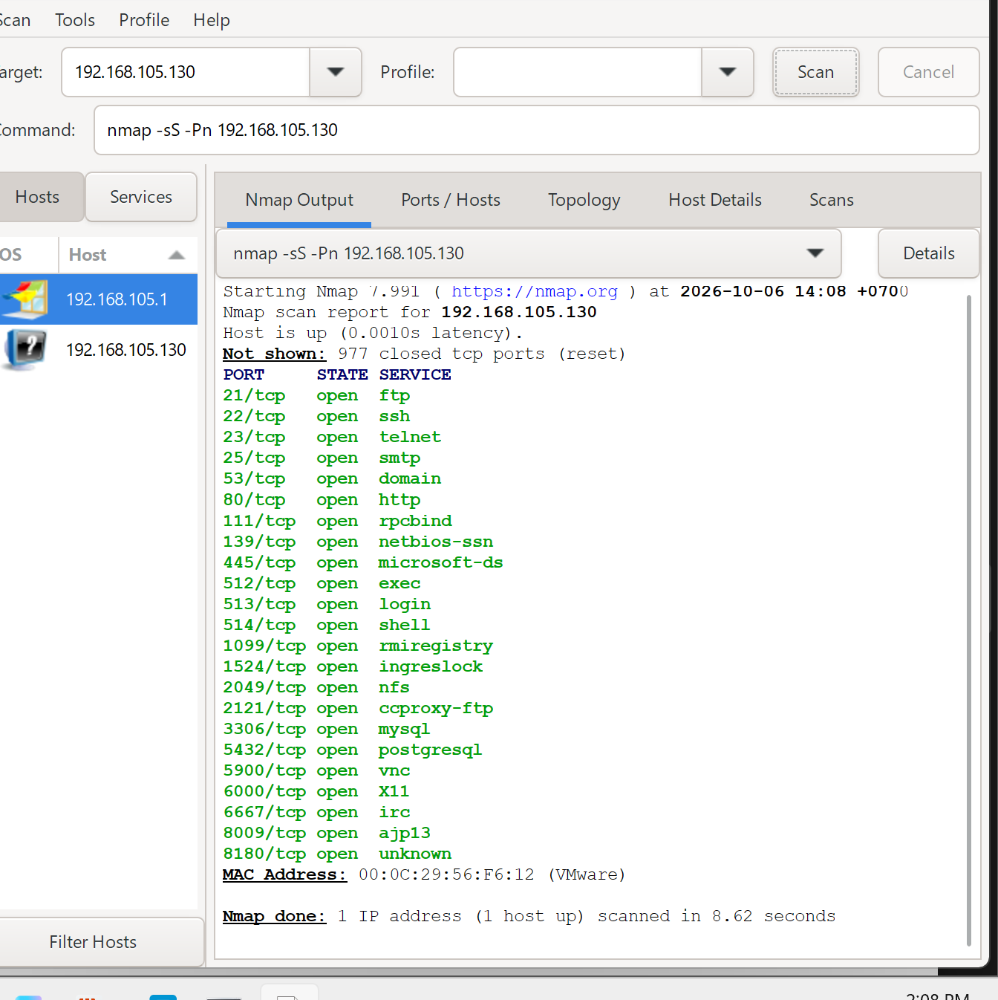 Scan Tools Profile Help
Target: 192.168.105.130 Profile: Scan Cancel
Command: nmap -sS -Pn 192.168.105.130
Hosts Services
Nmap Output Ports / Hosts Topology Host Details Scans
OS Host
nmap -sS -Pn 192.168.105.130 Details
192.168.105.1
192.168.105.130
Starting Nmap 7.991 ( https://nmap.org ) at 2026-10-06 14:08 +0700
Nmap scan report for 192.168.105.130
Host is up (0.0010s latency).
Not shown: 977 closed tcp ports (reset)
PORT STATE SERVICE
21/tcp open ftp
22/tcp open ssh
23/tcp open telnet
25/tcp open smtp
53/tcp open domain
80/tcp open http
111/tcp open rpcbind
139/tcp open netbios-ssn
445/tcp open microsoft-ds
512/tcp open exec
513/tcp open login
514/tcp open shell
1099/tcp open rmiregistry
1524/tcp open ingreslock
2049/tcp open nfs
2121/tcp open ccproxy-ftp
3306/tcp open mysql
5432/tcp open postgresql
5900/tcp open vnc
6000/tcp open X11
6667/tcp open irc
8009/tcp open ajp13
8180/tcp open unknown
MAC Address: 00:0C:29:56:F6:12 (VMware)
Nmap done: 1 IP address (1 host up) scanned in 8.62 seconds
Filter Hosts
2:08 PM